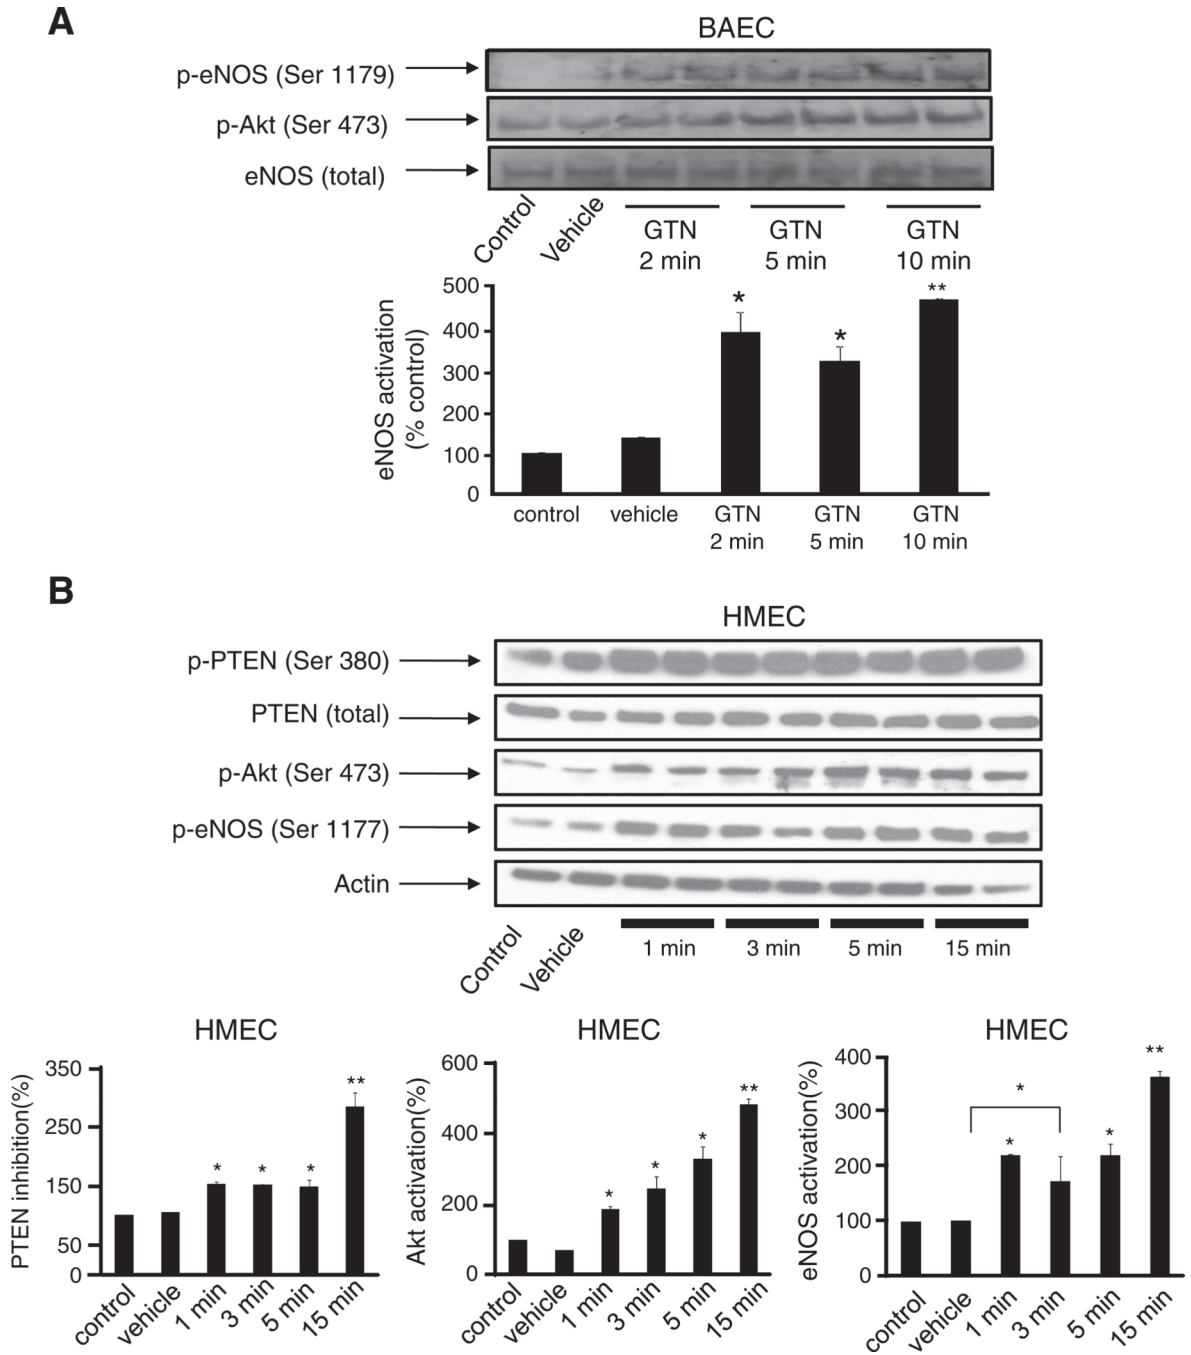 A
BAEC
p-eNOS (Ser 1179)
p-Akt (Ser 473)
eNOS (total)
Control
Vehicle
GTN
2 min
GTN
5 min
GTN
10 min
eNOS activation
(% control)
500
400
300
200
100
0
*
*
**
control
vehicle
GTN
2 min
GTN
5 min
GTN
10 min
B
HMEC
p-PTEN (Ser 380)
PTEN (total)
p-Akt (Ser 473)
p-eNOS (Ser 1177)
Actin
Control
Vehicle
1 min
3 min
5 min
15 min
HMEC
PTEN inhibition(%)
350
250
150
50
0
*
*
*
**
control
vehicle
1 min
3 min
5 min
15 min
HMEC
Akt activation(%)
600
400
200
0
*
*
*
**
control
vehicle
1 min
3 min
5 min
15 min
HMEC
eNOS activation(%)
400
300
200
100
0
*
*
*
**
control
vehicle
1 min
3 min
5 min
15 min